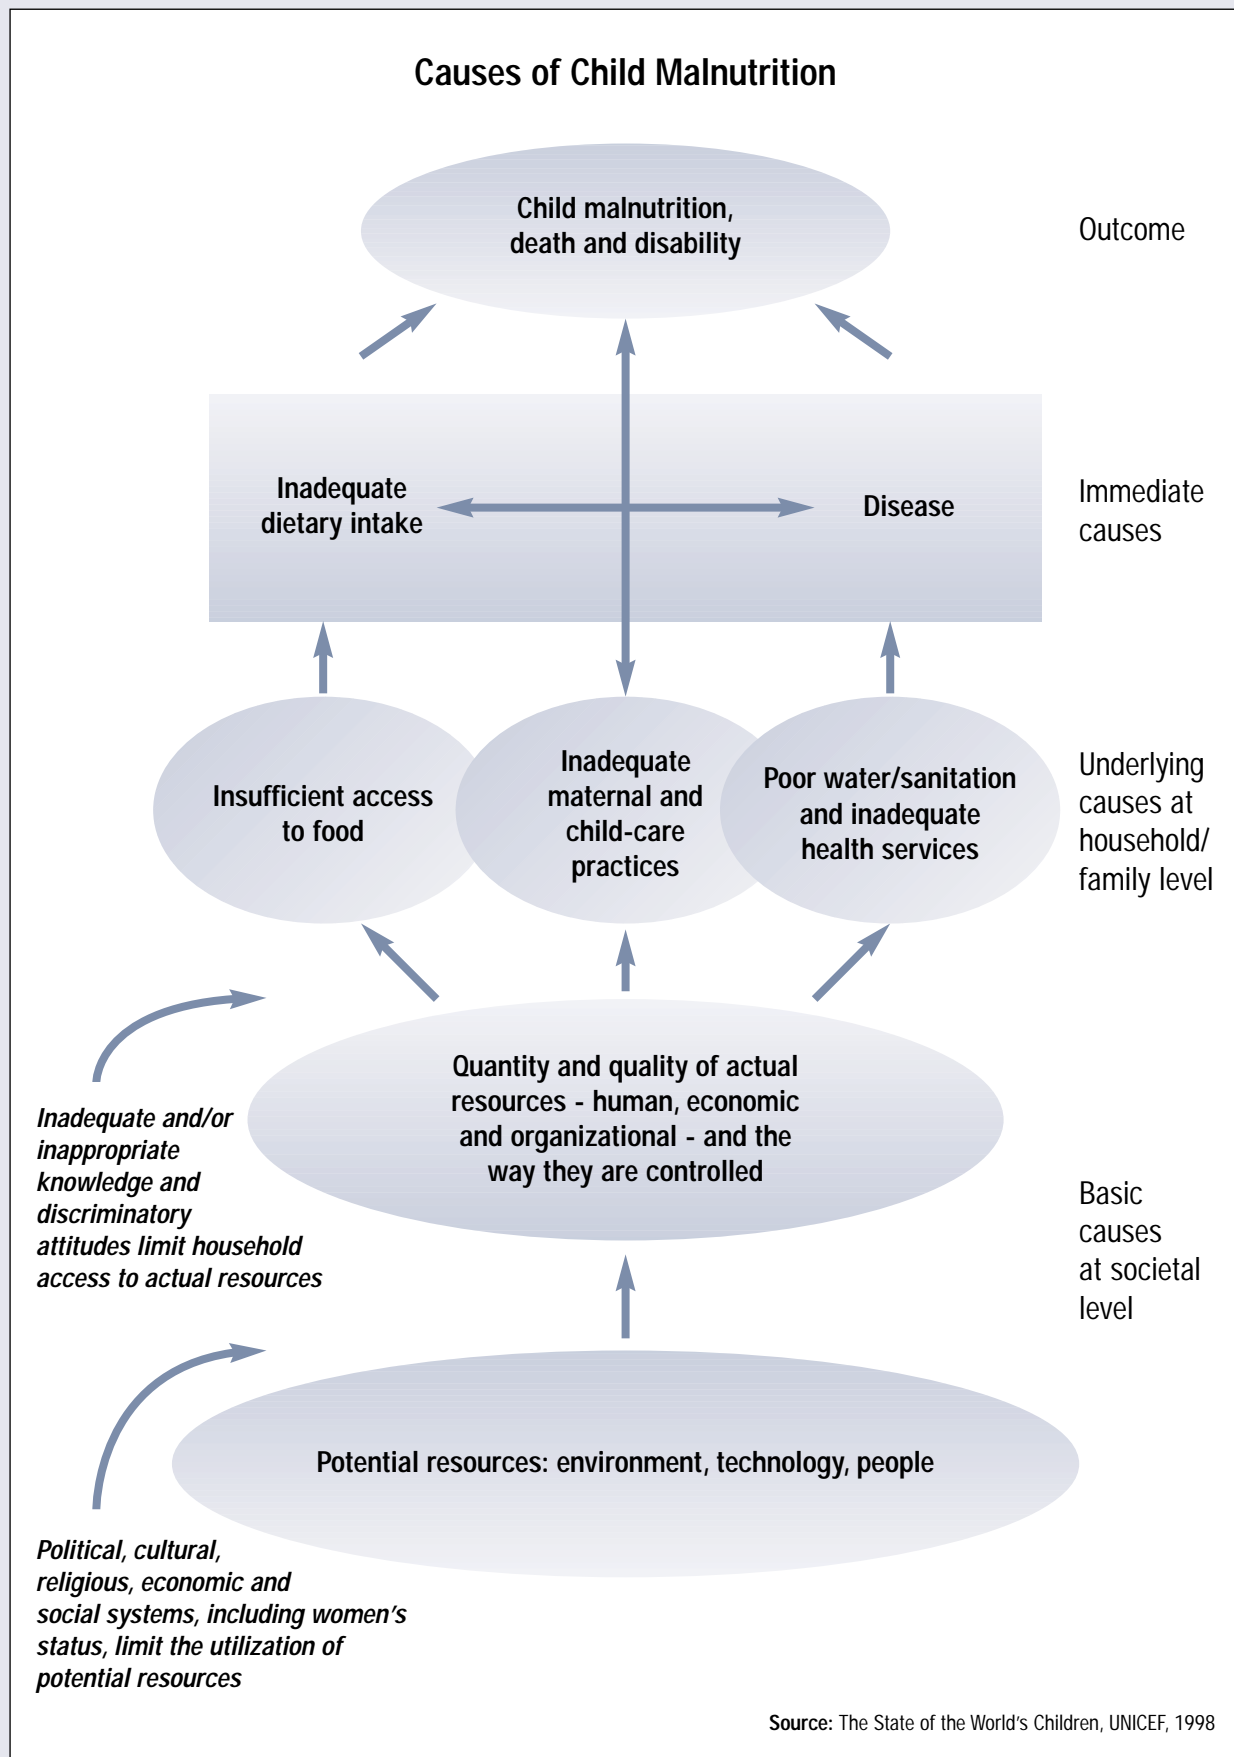 Causes of Child Malnutrition
Child malnutrition,
death and disability
Outcome
Inadequate
dietary intake
Disease
Immediate
causes
Insufficient access
to food
Inadequate
maternal and
child-care
practices
Poor water/sanitation
and inadequate
health services
Underlying
causes at
household/
family level
Quantity and quality of actual
resources - human, economic
and organizational - and the
way they are controlled
Inadequate and/or
inappropriate
knowledge and
discriminatory
attitudes limit household
access to actual resources
Basic
causes
at societal
level
Potential resources: environment, technology, people
Political, cultural,
religious, economic and
social systems, including women's
status, limit the utilization of
potential resources
Source: The State of the World's Children, UNICEF, 1998